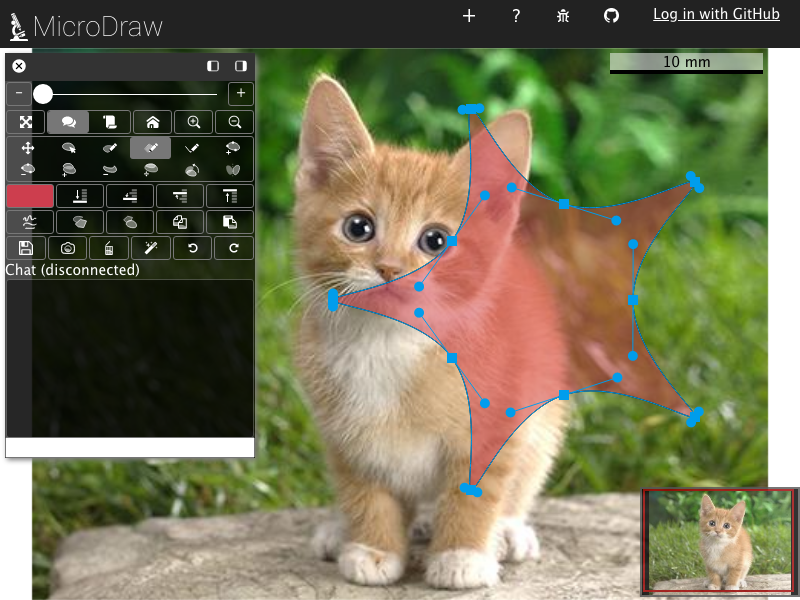 MicroDraw
+
?
Log in with GitHub
10 mm
-
+
Chat (disconnected)